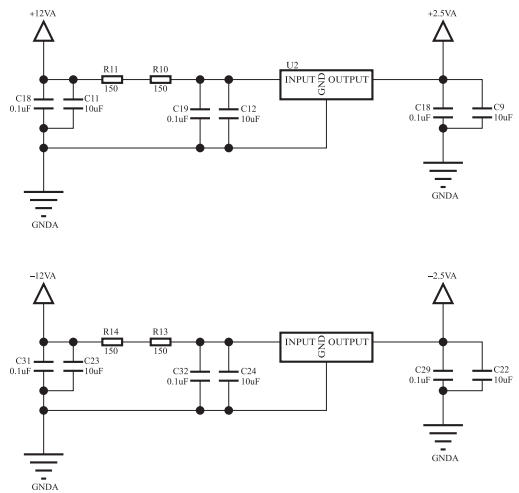 +12VA
+2.5VA
R11
R10
U2
150
150
INPUT
GND
OUTPUT
C18
0.1uF
C11
10uF
C19
0.1uF
C12
10uF
C18
0.1uF
C9
10uF
GNDA
GNDA
−12VA
−2.5VA
R14
R13
150
150
INPUT
GND
OUTPUT
C31
0.1uF
C23
10uF
C32
0.1uF
C24
10uF
C29
0.1uF
C22
10uF
GNDA
GNDA